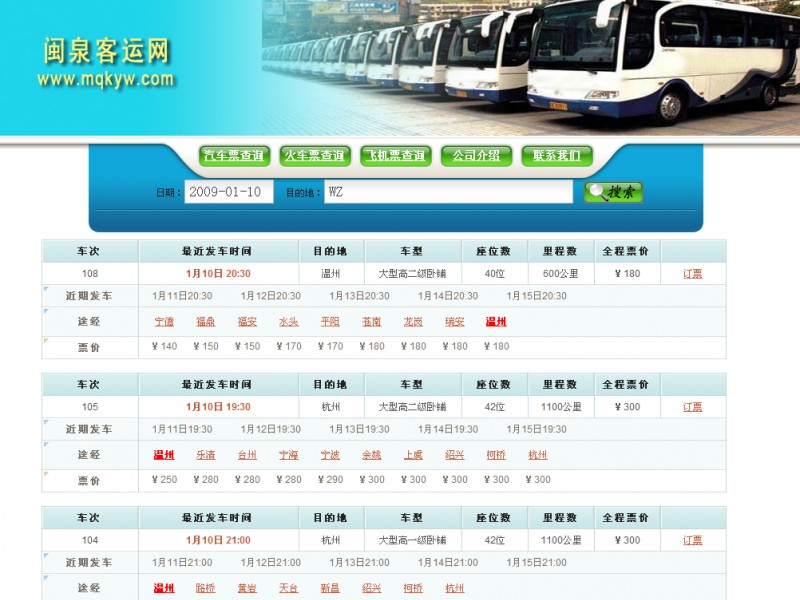 闽泉客运网
www.mqkyw.com
汽车票查询 火车票查询 飞机票查询 公司介绍 联系我们
日期： 2009-01-10 目的地： WZ 搜索
车次 最近发车时间 目的地 车型 座位数 里程数 全程票价
108 1月10日 20:30 温州 大型高二级卧铺 40位 600公里 ¥ 180 订票
近期发车 1月11日20:30 1月12日20:30 1月13日20:30 1月14日20:30 1月15日20:30
途经 宁德 福鼎 福安 水头 平阳 苍南 龙岗 瑞安 温州
票价 ¥ 140 ¥ 150 ¥ 150 ¥ 170 ¥ 170 ¥ 180 ¥ 180 ¥ 180 ¥ 180
车次 最近发车时间 目的地 车型 座位数 里程数 全程票价
105 1月10日 19:30 杭州 大型高二级卧铺 42位 1100公里 ¥ 300 订票
近期发车 1月11日19:30 1月12日19:30 1月13日19:30 1月14日19:30 1月15日19:30
途经 温州 乐清 台州 宁海 宁波 余姚 上虞 绍兴 柯桥 杭州
票价 ¥ 250 ¥ 280 ¥ 280 ¥ 280 ¥ 290 ¥ 300 ¥ 300 ¥ 300 ¥ 300 ¥ 300
车次 最近发车时间 目的地 车型 座位数 里程数 全程票价
104 1月10日 21:00 杭州 大型高一级卧铺 42位 1100公里 ¥ 300 订票
近期发车 1月11日21:00 1月12日21:00 1月13日21:00 1月14日21:00 1月15日21:00
途经 温州 路桥 黄岩 天台 新昌 绍兴 柯桥 杭州